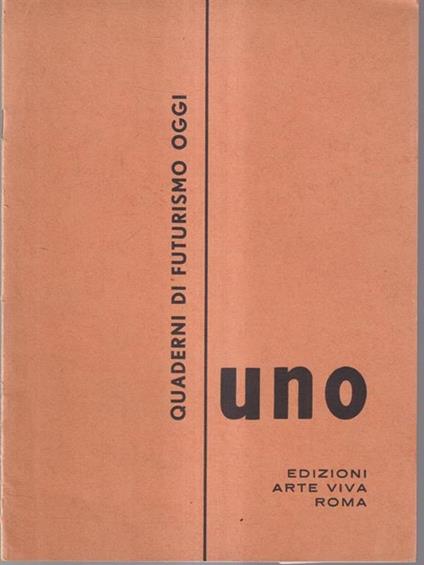 QUADERNI DI FUTURISMO OGGI
uno
EDIZIONI
ARTE VIVA
ROMA